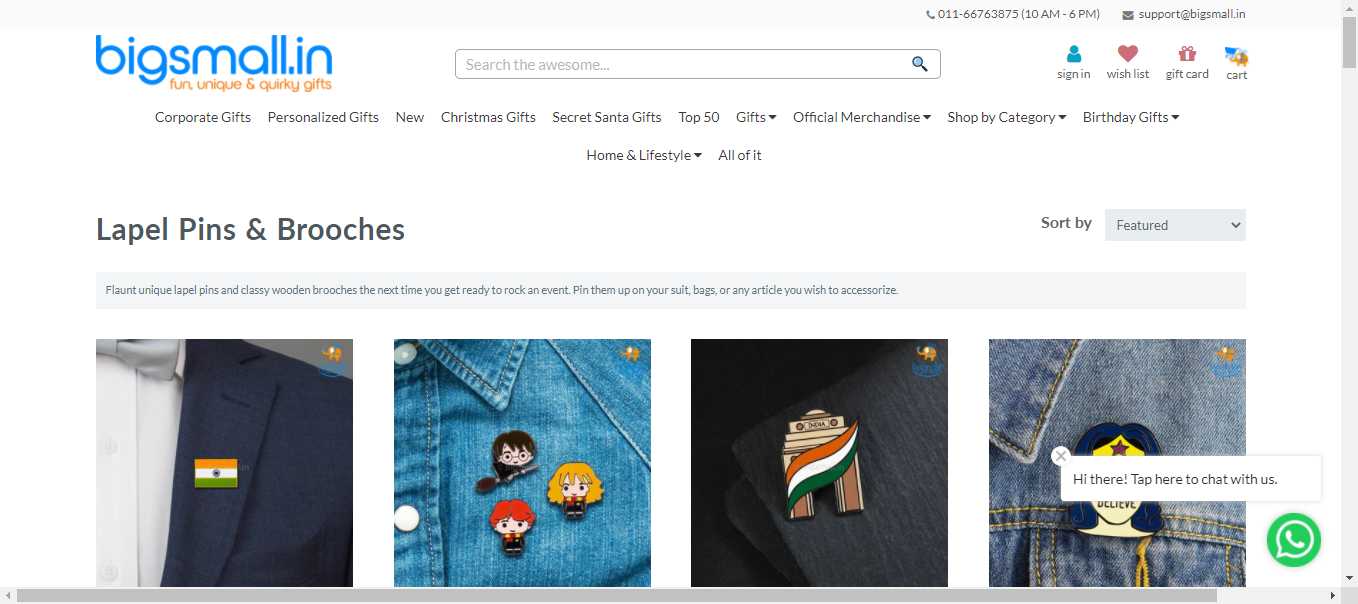 011-66763875 (10 AM - 6 PM) support@bigsmall.in
bigsmall.in
fun, unique & quirky gifts
Search the awesome...
sign in wish list gift card cart
Corporate Gifts Personalized Gifts New Christmas Gifts Secret Santa Gifts Top 50 Gifts Official Merchandise Shop by Category Birthday Gifts
Home & Lifestyle All of it
Lapel Pins & Brooches
Sort by Featured
Flaunt unique lapel pins and classy wooden brooches the next time you get ready to rock an event. Pin them up on your suit, bags, or any article you wish to accessorize.
INDIA
Hi there! Tap here to chat with us.
BELIEVE